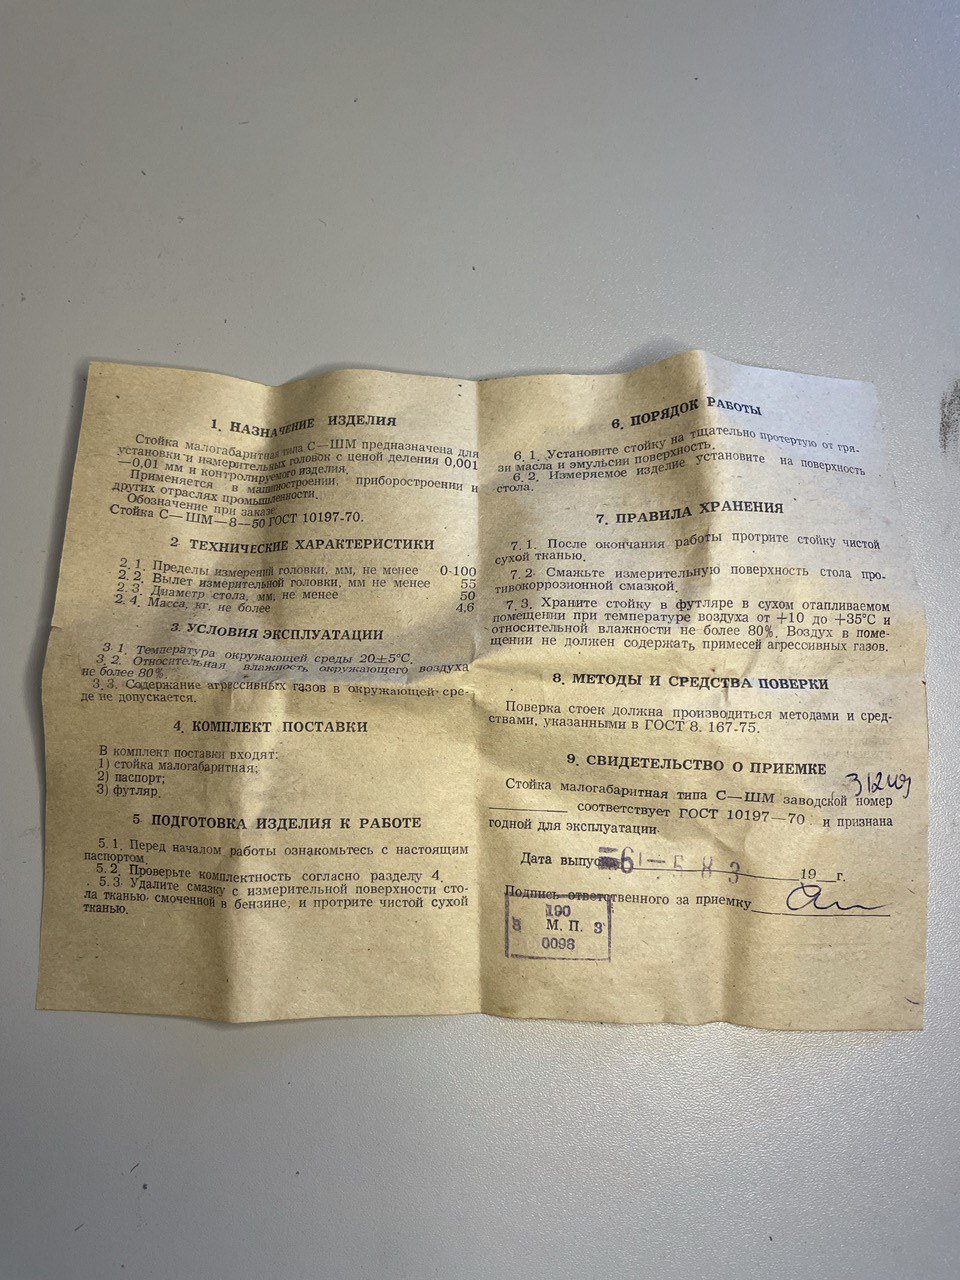 1. НАЗНАЧЕНИЕ ИЗДЕЛИЯ
Стойка малогабаритная типа С—ШМ предназначена для
установки и измерительных головок с ценой деления 0,001
—0,01 мм и контролируемого изделия.
Применяется в машиностроении, приборостроении и
других отраслях промышленности.
Обозначение при заказе:
Стойка С—ШМ—8—50 ГОСТ 10197-70.
2 ТЕХНИЧЕСКИЕ ХАРАКТЕРИСТИКИ
2. 1. Пределы измерений головки, мм, не менее 0-100
2. 2. Вылет измерительной головки, мм не менее 55
2. 3. Диаметр стола, мм, не менее 50
2. 4. Масса, кг, не более 4,6
3. УСЛОВИЯ ЭКСПЛУАТАЦИИ
3 1. Температура окружающей среды 20±5°С.
3. 2. Относительная влажность окружающего воздуха
не более 80%.
3. 3. Содержание агрессивных газов в окружающей сре-
де не допускается.
4. КОМПЛЕКТ ПОСТАВКИ
В комплект поставки входят:
1) стойка малогабаритная;
2) паспорт;
3) футляр.
5 ПОДГОТОВКА ИЗДЕЛИЯ К РАБОТЕ
5. 1. Перед началом работы ознакомьтесь с настоящим
паспортом.
5. 2. Проверьте комплектность согласно разделу 4.
5. 3. Удалите смазку с измерительной поверхности сто-
ла тканью, смоченной в бензине, и протрите чистой сухой
тканью.
6. ПОРЯДОК РАБОТЫ
6. 1. Установите стойку на тщательно протертую от гря-
зи масла и эмульсии поверхность.
6. 2. Измеряемое изделие установите на поверхность
стола.
7. ПРАВИЛА ХРАНЕНИЯ
7. 1. После окончания работы протрите стойку чистой
сухой тканью.
7. 2 Смажьте измерительную поверхность стола про-
тивокоррозионной смазкой.
7. 3. Храните стойку в футляре в сухом отапливаемом
помещении при температуре воздуха от +10 до +35°С и
относительной влажности не более 80%. Воздух в поме-
щении не должен содержать примесей агрессивных газов.
8. МЕТОДЫ И СРЕДСТВА ПОВЕРКИ
Поверка стоек должна производиться методами и сред-
ствами, указанными в ГОСТ 8. 167-75.
9. СВИДЕТЕЛЬСТВО О ПРИЕМКЕ
Стойка малогабаритная типа С—ШМ заводской номер
соответствует ГОСТ 10197—70 и признана
годной для эксплуатации.
Дата выпуска 19 г.
Подпись ответственного за приемку
190
3 М. П. 3
0098